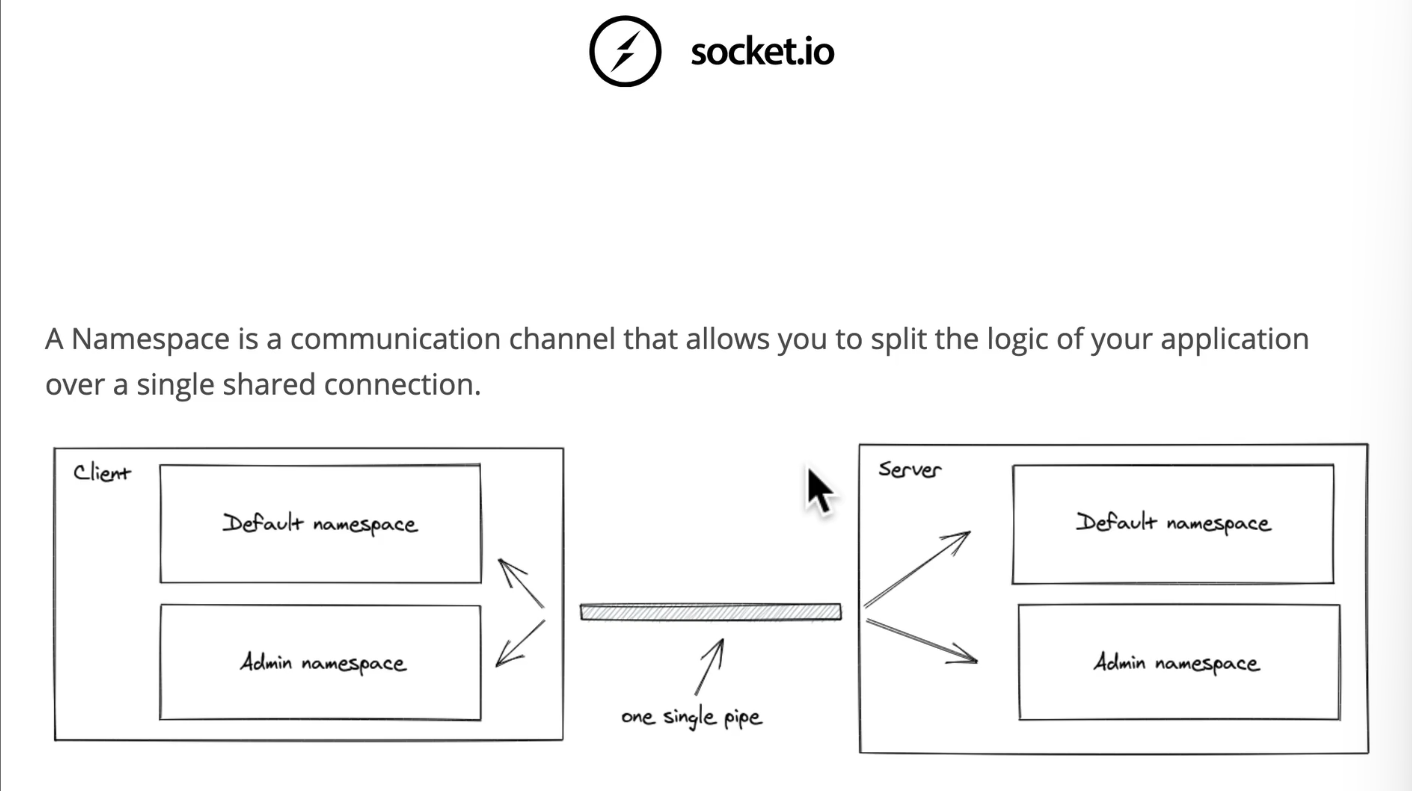 socket.io
A Namespace is a communication channel that allows you to split the logic of your application
over a single shared connection.
Client
Default namespace
Admin namespace
one single pipe
Server
Default namespace
Admin namespace